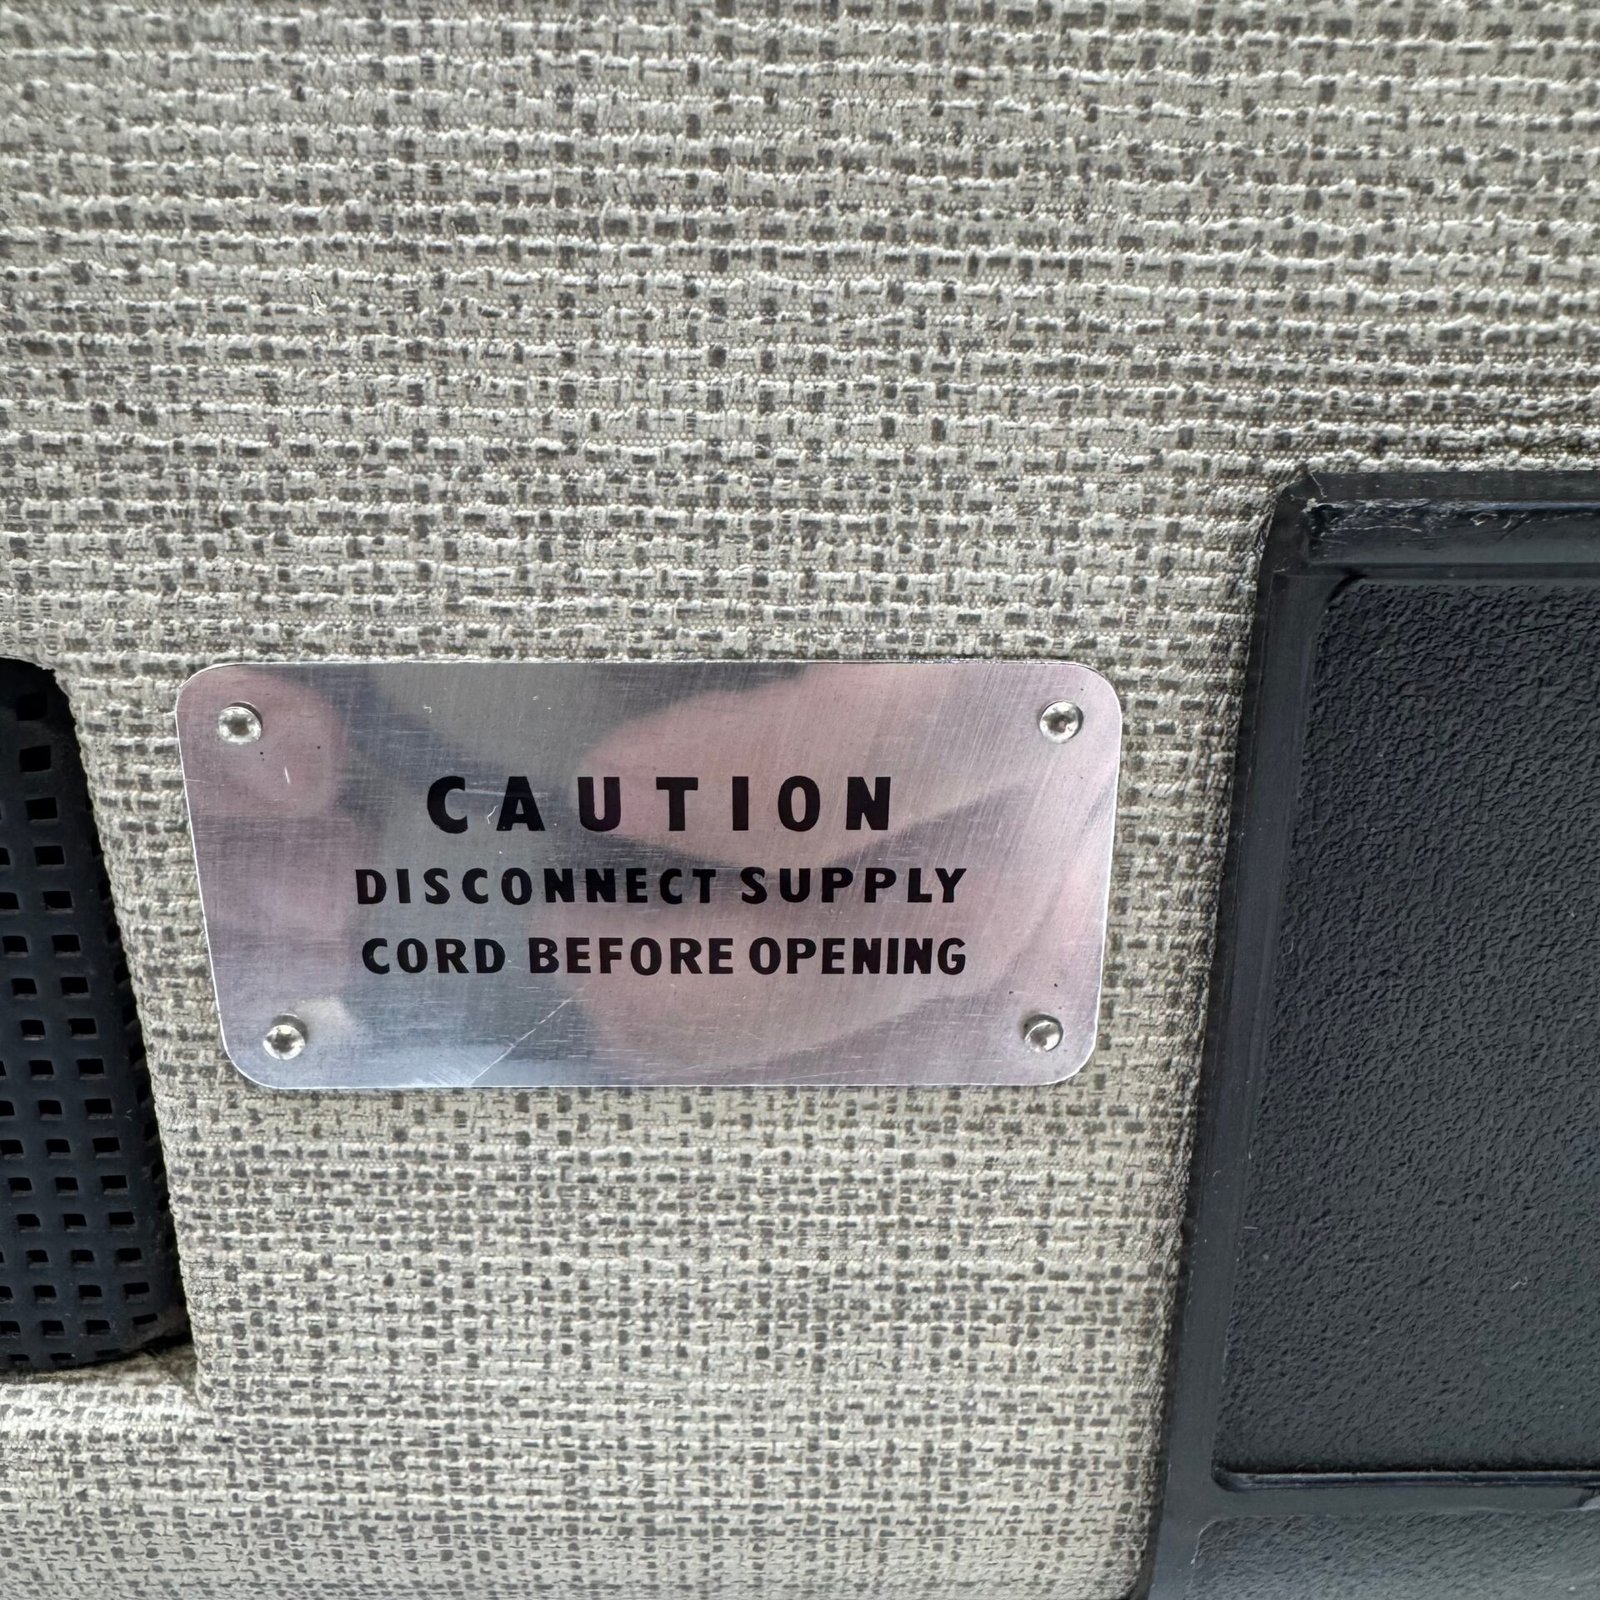 CAUTION
DISCONNECT SUPPLY
CORD BEFORE OPENING